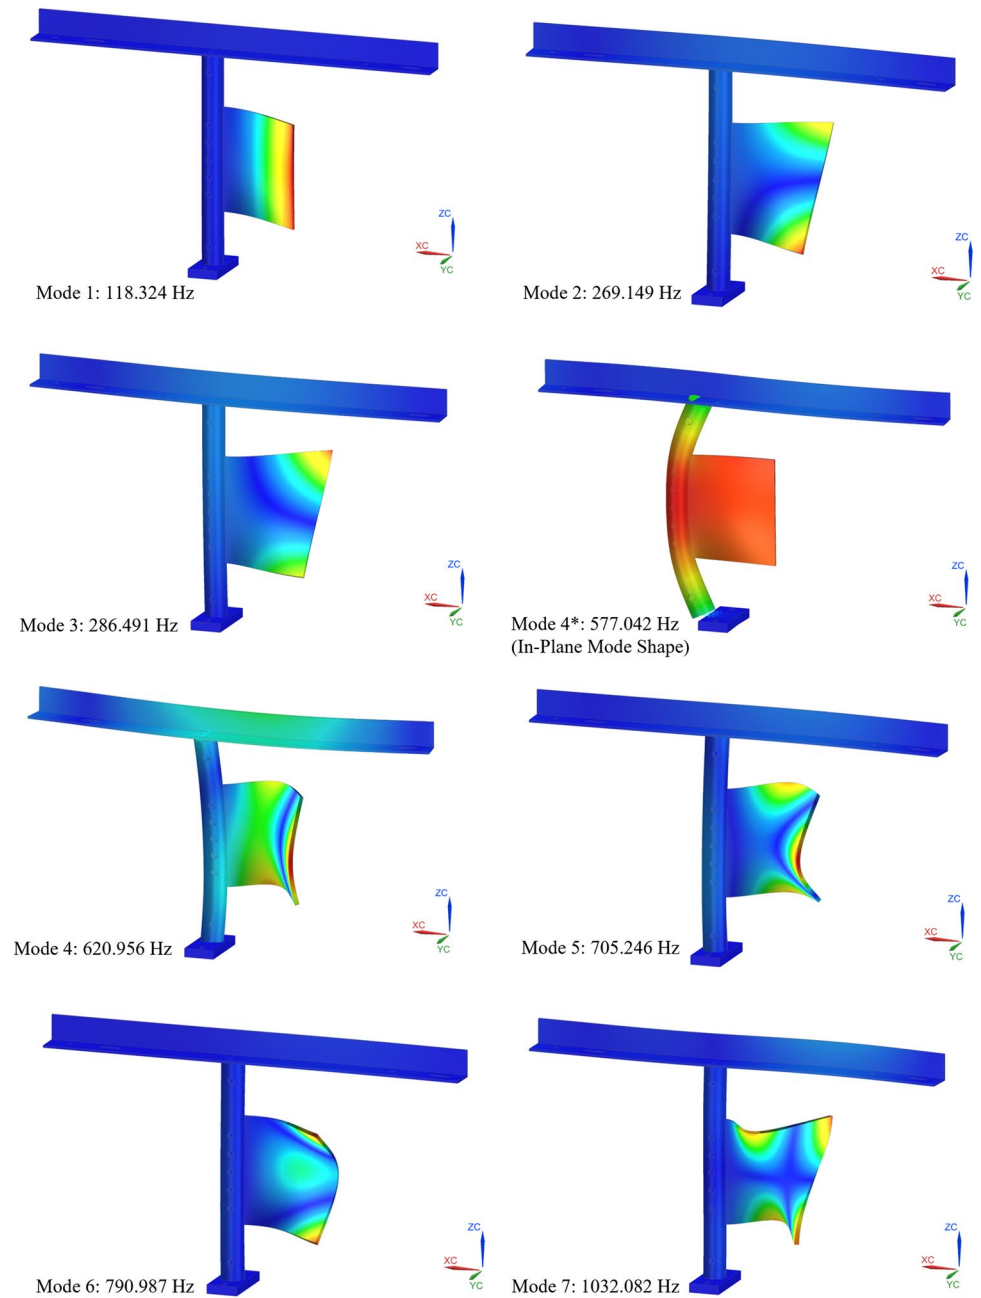 ZC
XC
YC
Mode 1: 118.324 Hz
ZC
XC
YC
Mode 2: 269.149 Hz
ZC
XC
YC
Mode 3: 286.491 Hz
ZC
XC
YC
Mode 4*: 577.042 Hz
(In-Plane Mode Shape)
ZC
XC
YC
Mode 4: 620.956 Hz
ZC
XC
YC
Mode 5: 705.246 Hz
ZC
XC
YC
Mode 6: 790.987 Hz
ZC
XC
YC
Mode 7: 1032.082 Hz